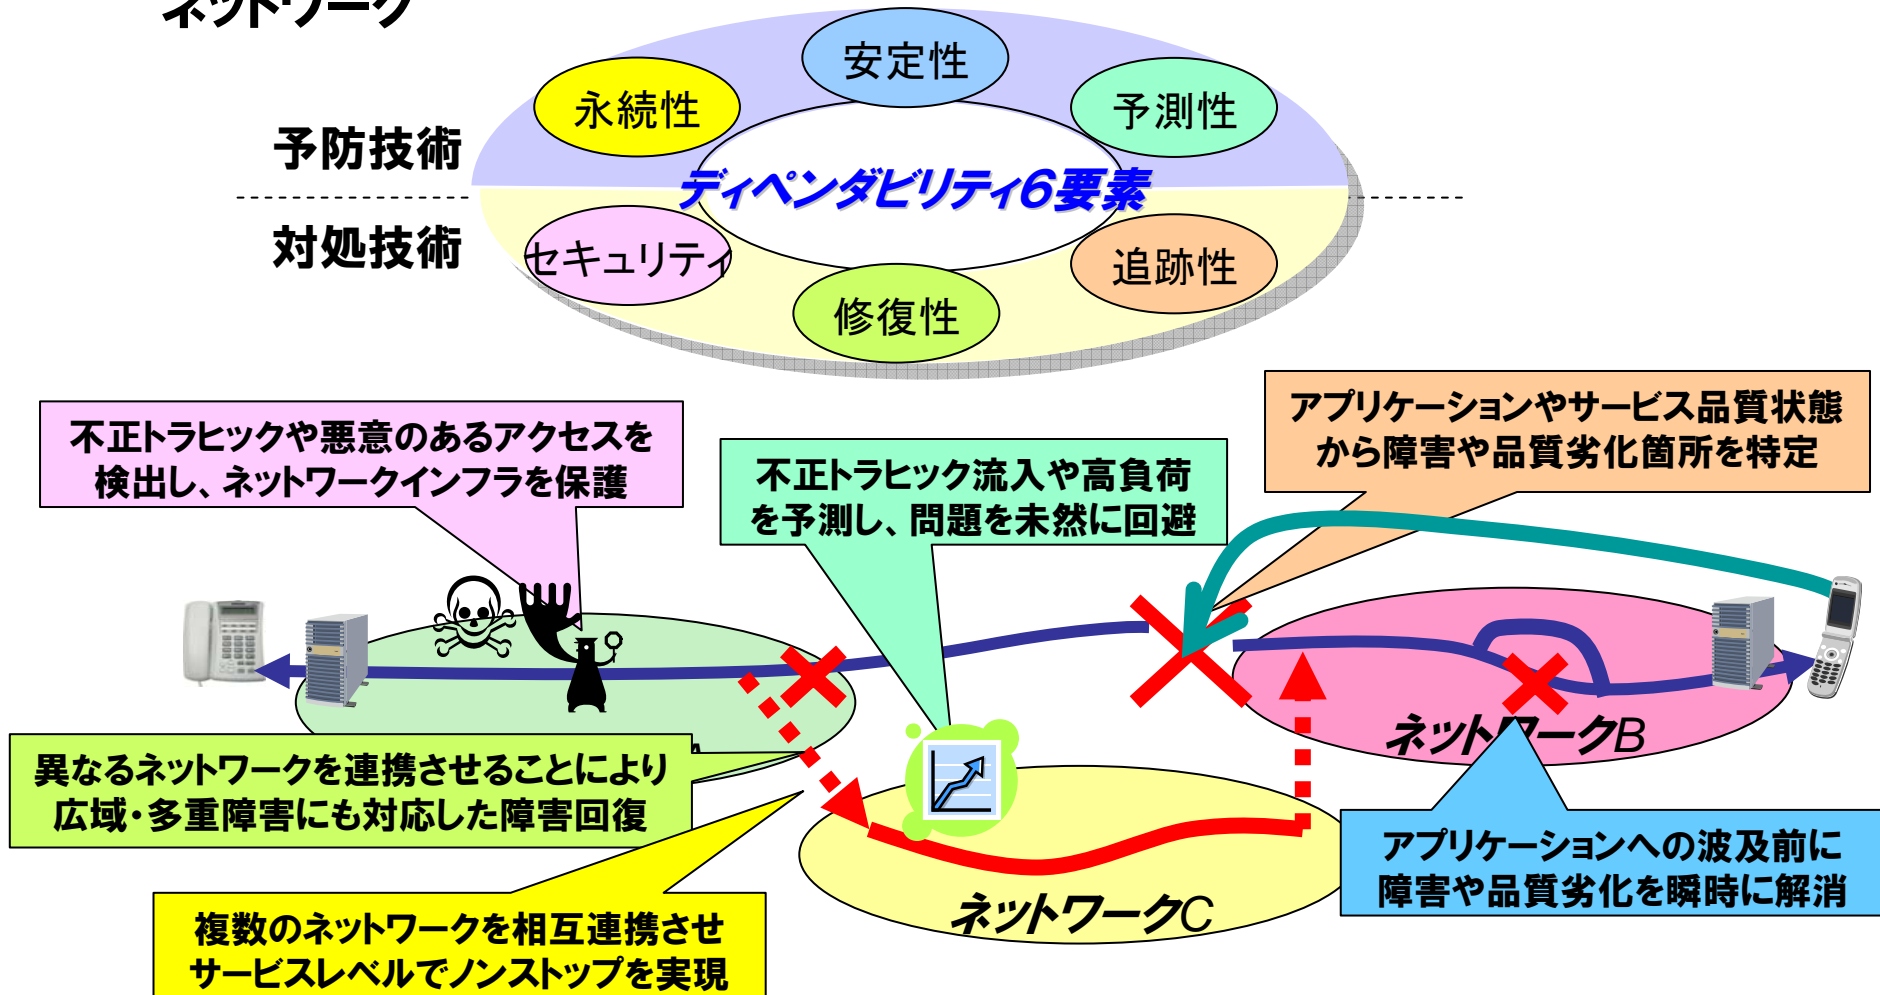 ネットワーク
安定性
永続性
予測性
予防技術
ディペンダビリティ6要素
対処技術
セキュリティ
追跡性
修復性
アプリケーションやサービス品質状態
から障害や品質劣化箇所を特定
不正トラヒックや悪意のあるアクセスを
検出し、ネットワークインフラを保護
不正トラヒック流入や高負荷
を予測し、問題を未然に回避
ネットワークB
異なるネットワークを連携させることにより
広域・多重障害にも対応した障害回復
アプリケーションへの波及前に
障害や品質劣化を瞬時に解消
ネットワークC
複数のネットワークを相互連携させ
サービスレベルでノンストップを実現